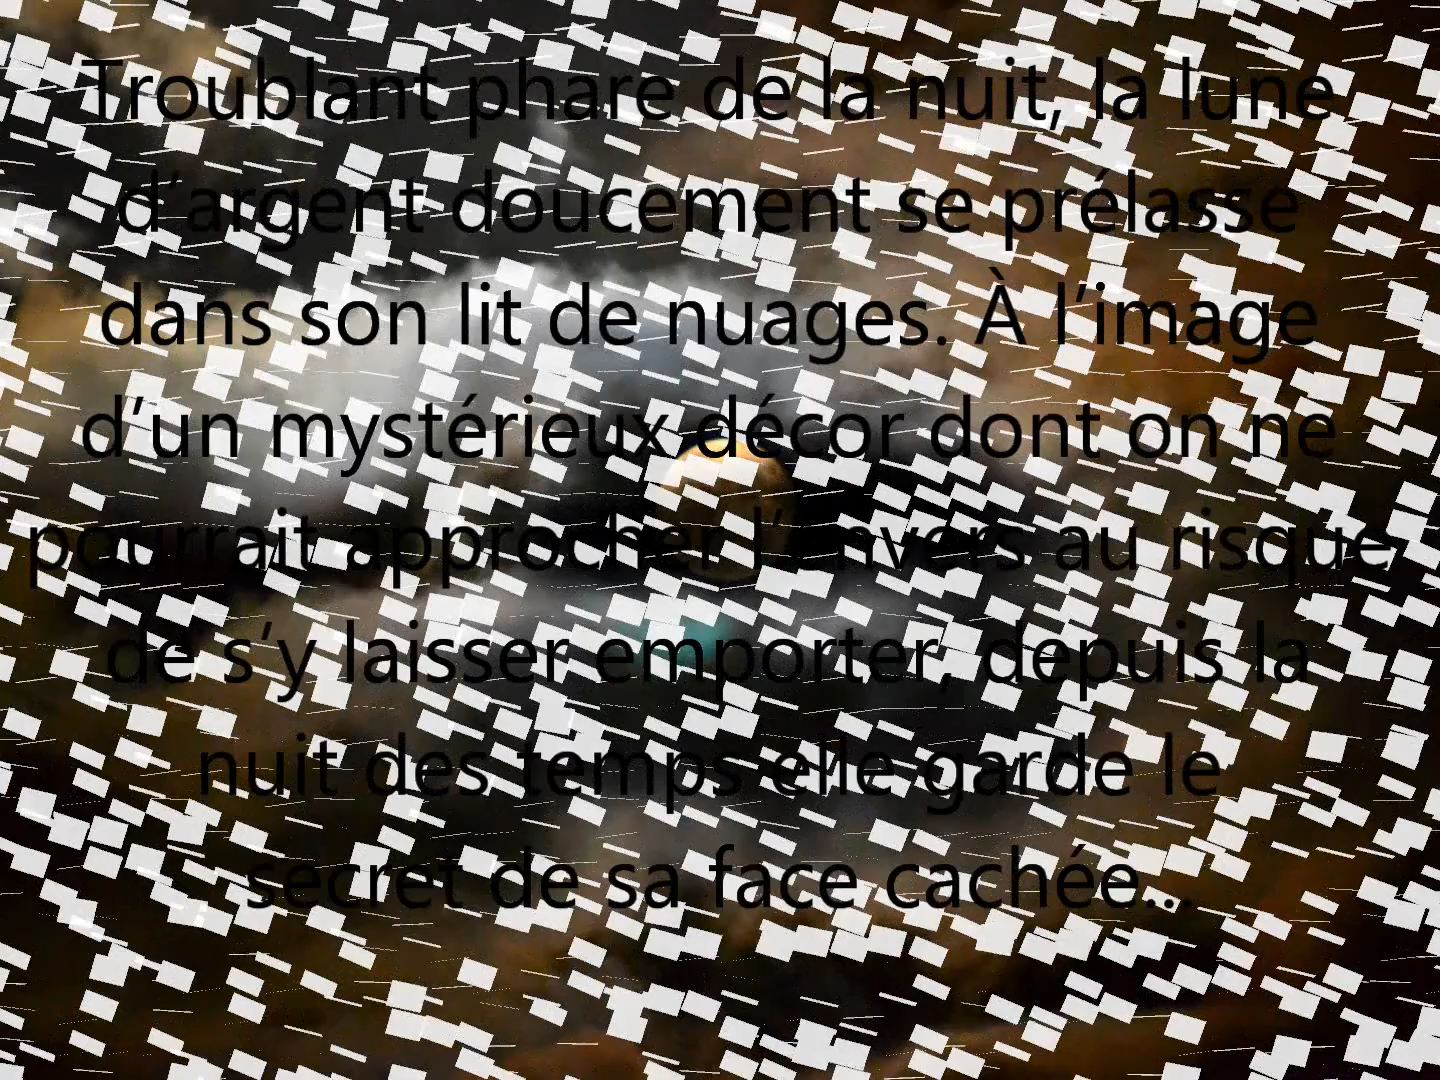 Troublant phare de la nuit, la lune
d’argent doucement se prélasse
dans son lit de nuages. À l’image
d’un mystérieux décor dont on ne
pourrait approcher l’envers au risque
de s’y laisser emporter, depuis la
nuit des temps elle garde le
secret de sa face cachée...